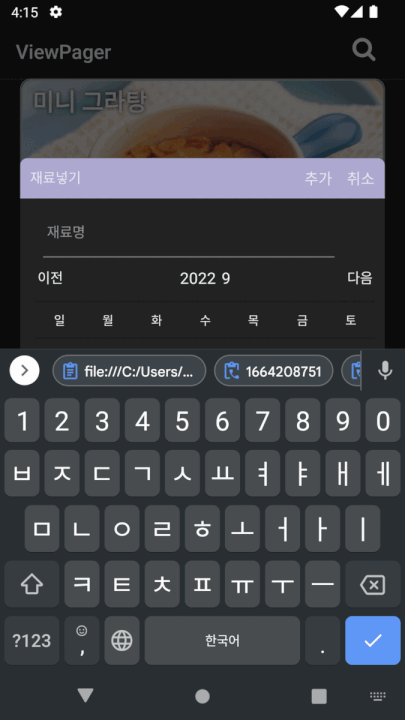 4:15
ViewPager
미니 그라탕
재료넣기 추가 취소
재료명
이전 2022 9 다음
일 월 화 수 목 금 토
file:///C:/Users/... 1664208751
1 2 3 4 5 6 7 8 9 0
ㅂ ㅈ ㄷ ㄱ ㅅ ㅛ ㅕ ㅑ ㅐ ㅔ
ㅁ ㄴ ㅇ ㄹ ㅎ ㅗ ㅓ ㅏ ㅣ
ㅋ ㅌ ㅊ ㅍ ㅠ ㅜ ㅡ
?123 , 한국어 .